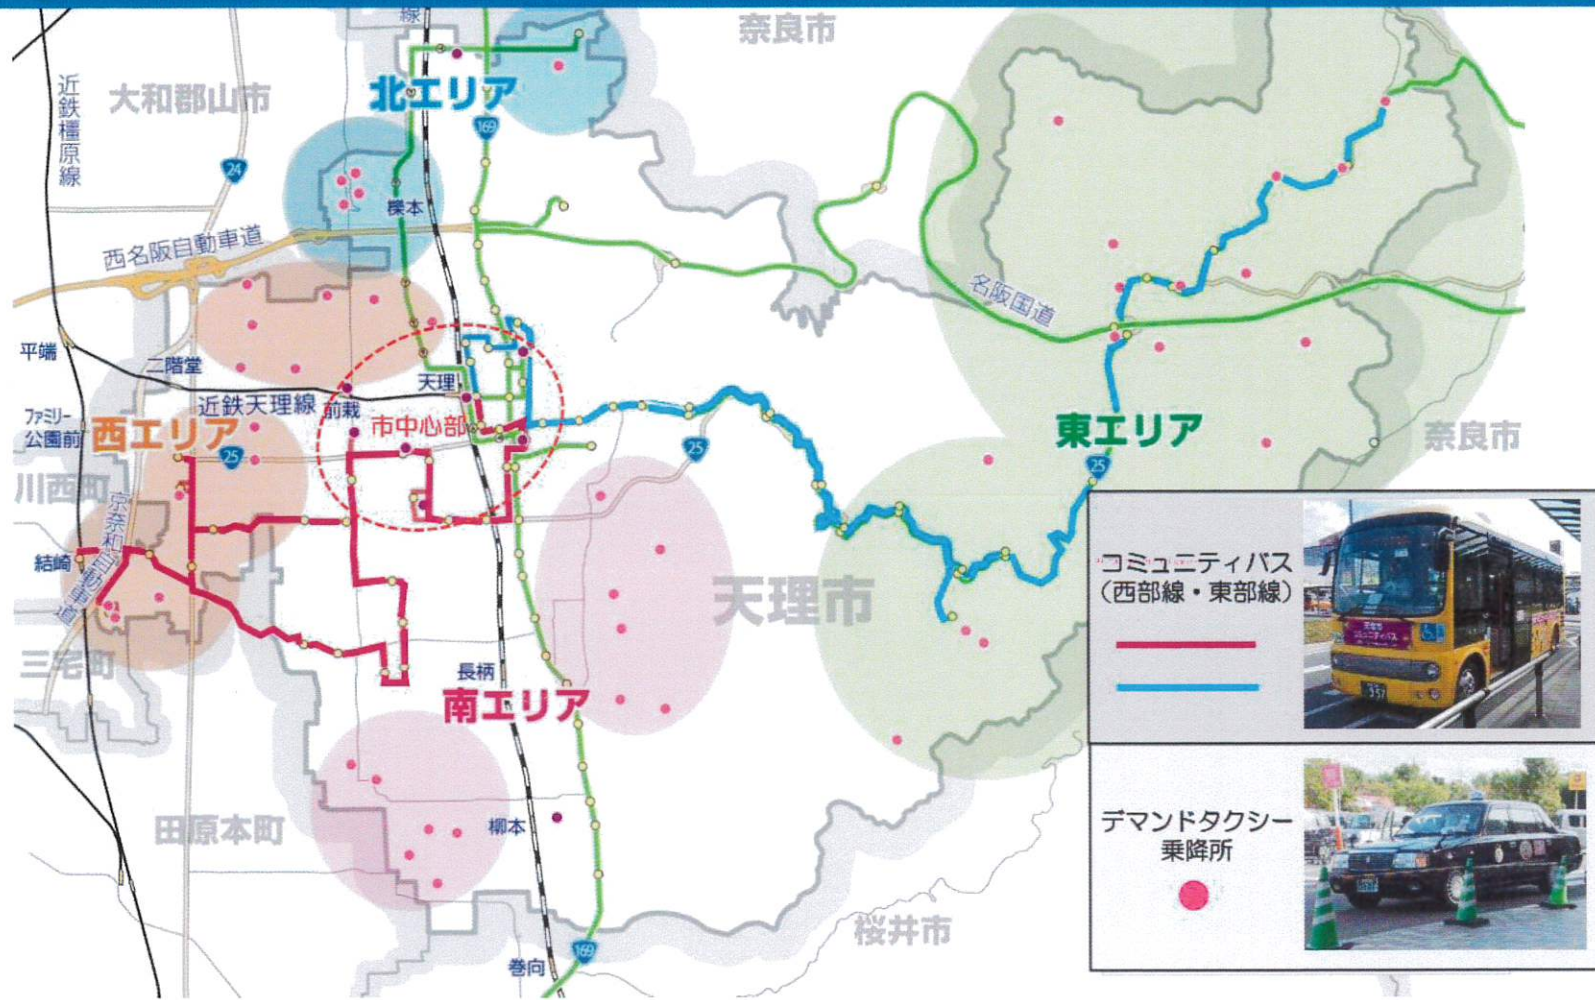 線
奈良市
大和郡山市
近鉄橿原線
北エリア
169
24
櫟本
西名阪自動車道
名阪国道
平端
二階堂
天理
近鉄天理線
前栽
ファミリー
公園前
西エリア
市中心部
25
25
東エリア
奈良市
25
川西町
京奈和自動車道
結崎
天理市
コミュニティバス
(西部線・東部線)
三宅町
長柄
南エリア
田原本町
柳本
デマンドタクシー
乗降所
桜井市
169
巻向